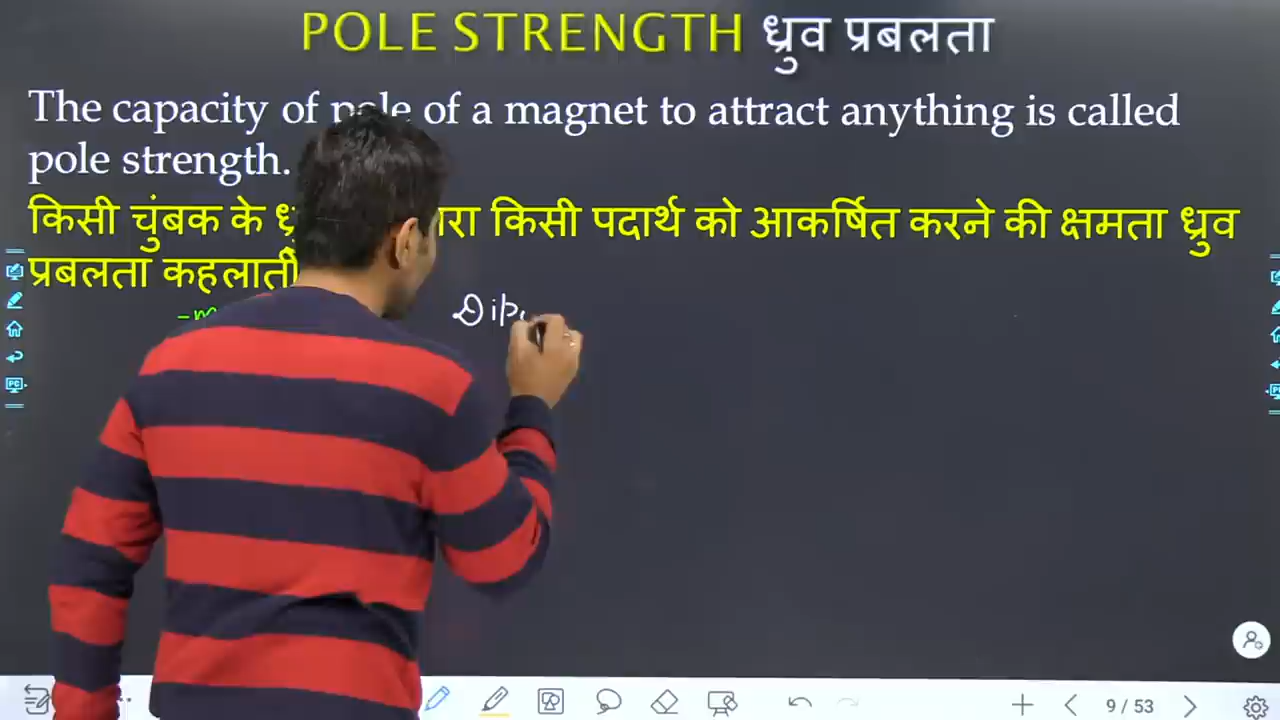 POLE STRENGTH ध्रुव प्रबलता
The capacity of pole of a magnet to attract anything is called
pole strength.
किसी चुंबक के किसी पदार्थ को आकर्षित करने की क्षमता ध्रुव
प्रबलता कहलाती
-m
Dip
9 / 53